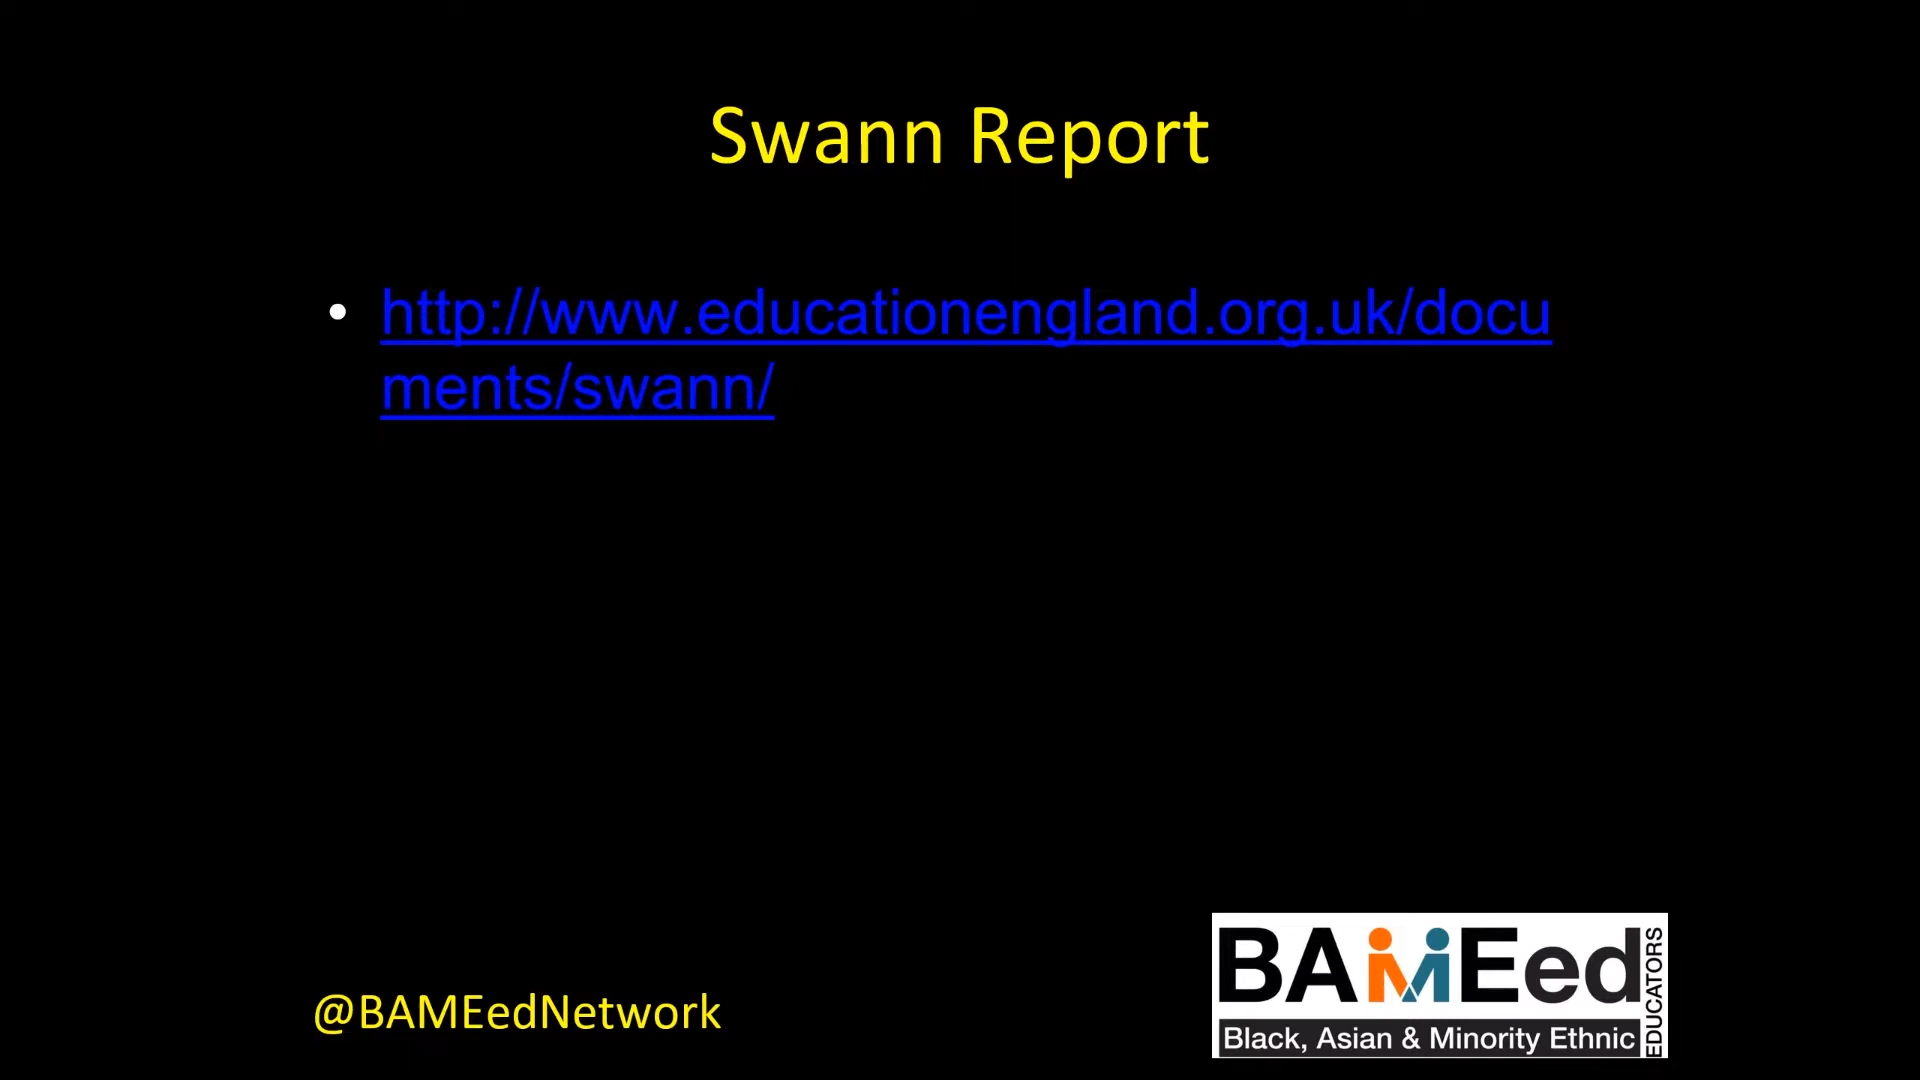 Swann Report
• http://www.educationengland.org.uk/docu
ments/swann/
@BAMEedNetwork
BAMEed
EDUCATORS
Black, Asian & Minority Ethnic